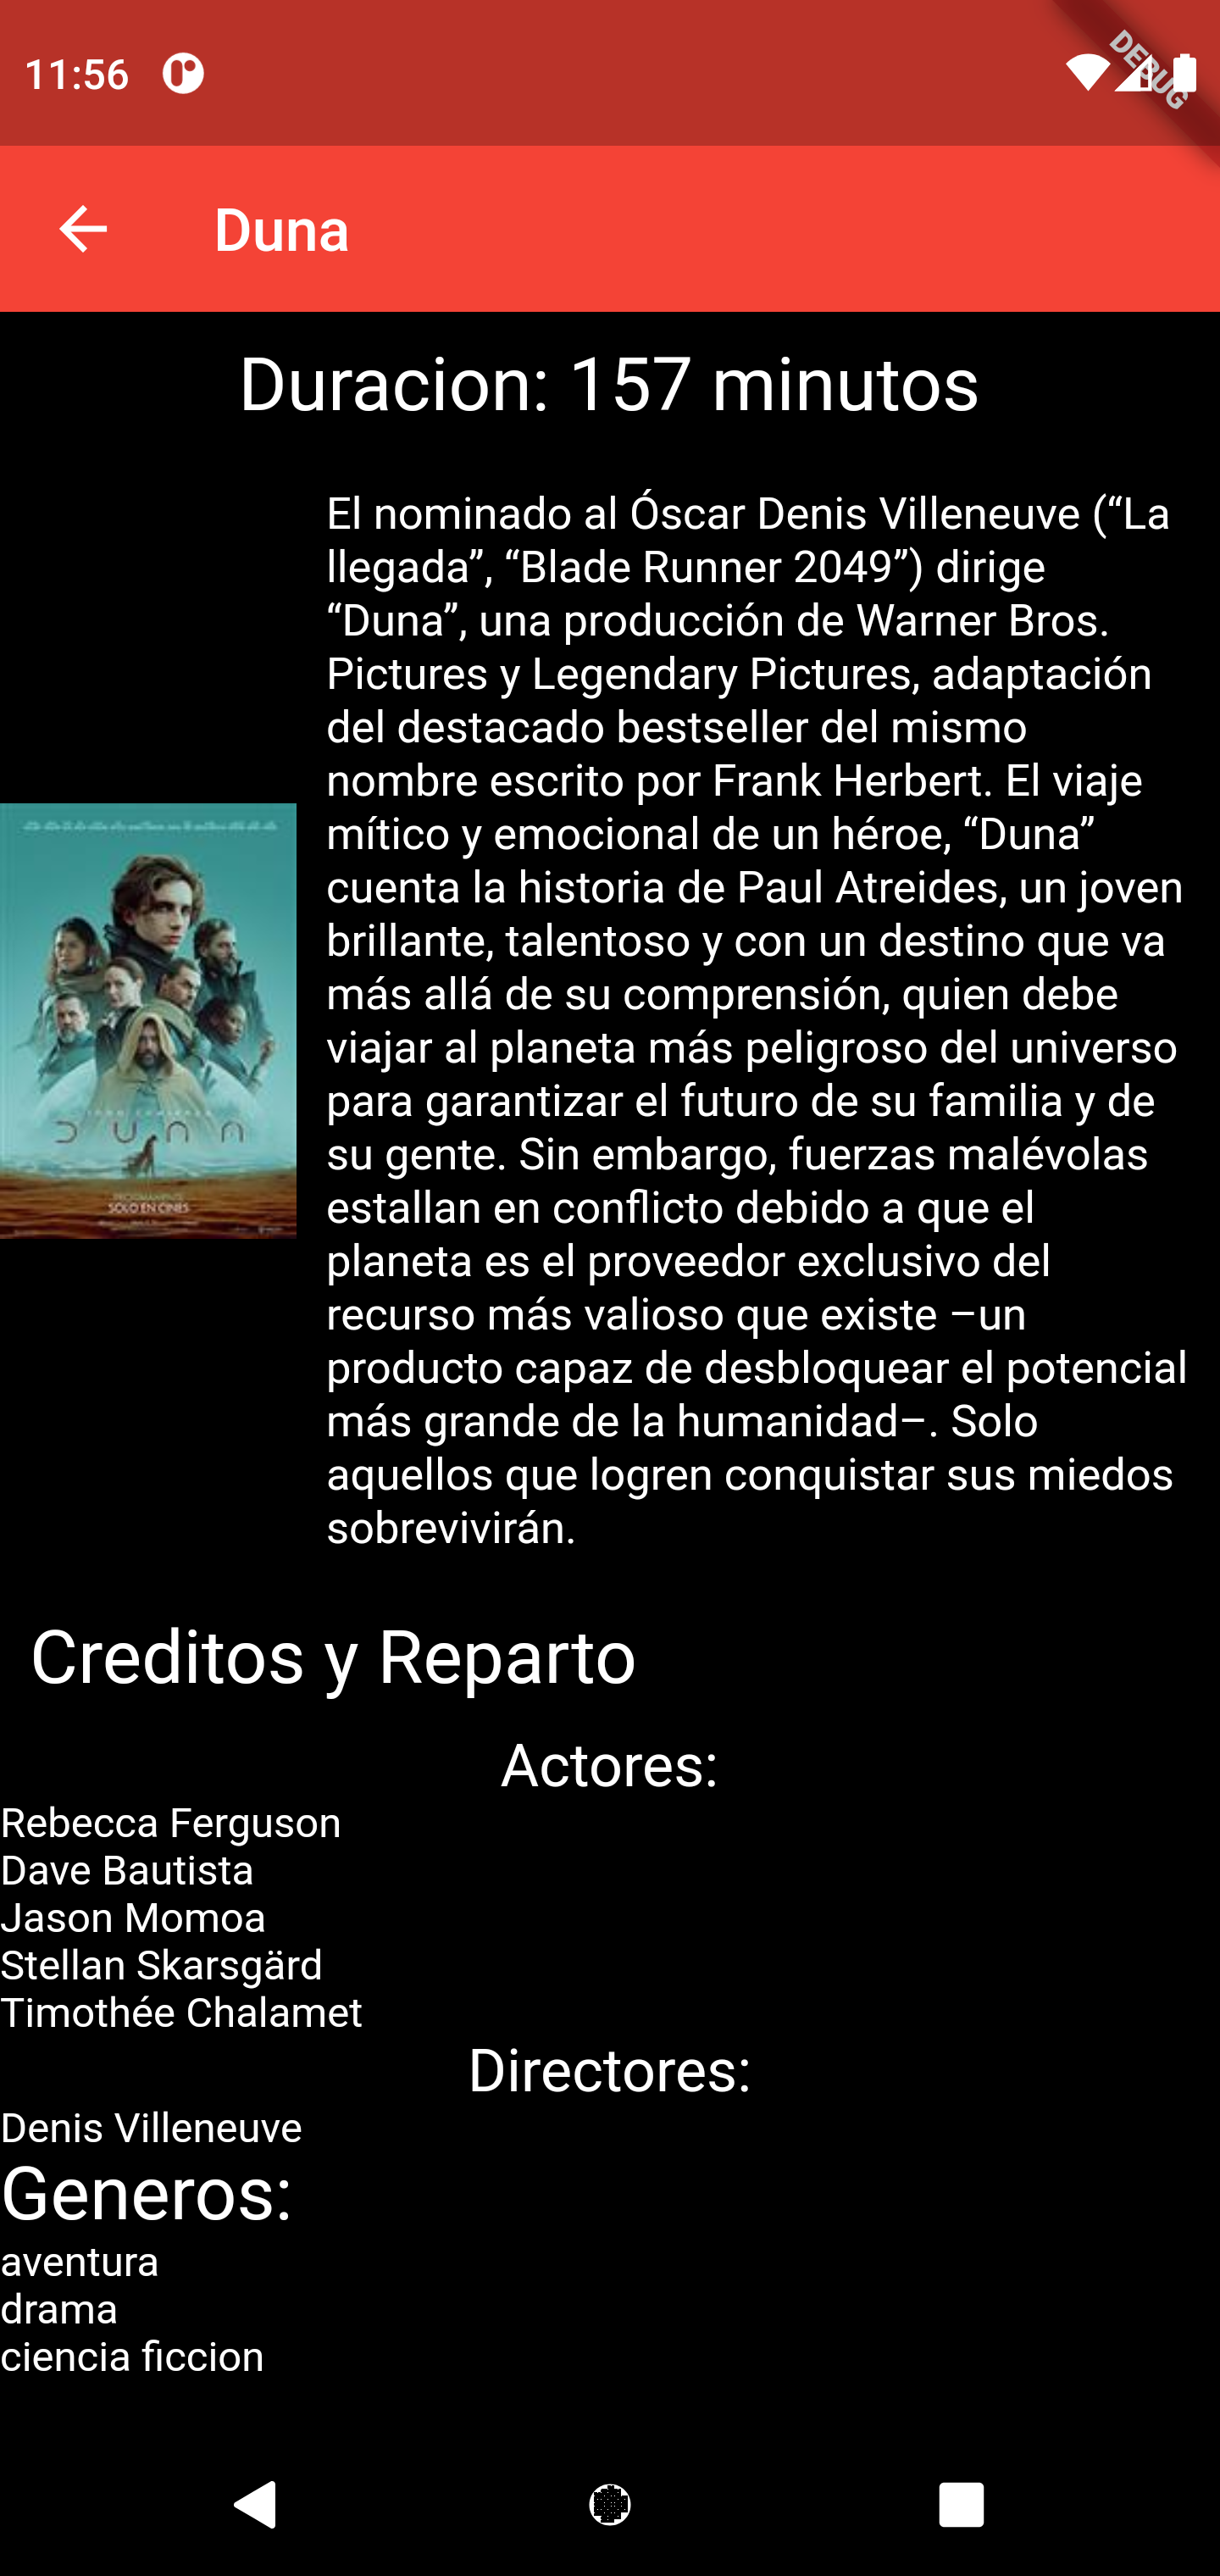 11:56
DEBUG
Duna
Duracion: 157 minutos
El nominado al Óscar Denis Villeneuve (“La
llegada”, “Blade Runner 2049”) dirige
“Duna”, una producción de Warner Bros.
Pictures y Legendary Pictures, adaptación
del destacado bestseller del mismo
nombre escrito por Frank Herbert. El viaje
mítico y emocional de un héroe, “Duna”
cuenta la historia de Paul Atreides, un joven
brillante, talentoso y con un destino que va
más allá de su comprensión, quien debe
viajar al planeta más peligroso del universo
para garantizar el futuro de su familia y de
su gente. Sin embargo, fuerzas malévolas
estallan en conflicto debido a que el
planeta es el proveedor exclusivo del
recurso más valioso que existe –un
producto capaz de desbloquear el potencial
más grande de la humanidad–. Solo
aquellos que logren conquistar sus miedos
sobrevivirán.
DUNA
PROXIMAMENTE
SOLO EN CINES
Creditos y Reparto
Actores:
Rebecca Ferguson
Dave Bautista
Jason Momoa
Stellan Skarsgärd
Timothée Chalamet
Directores:
Denis Villeneuve
Generos:
aventura
drama
ciencia ficcion